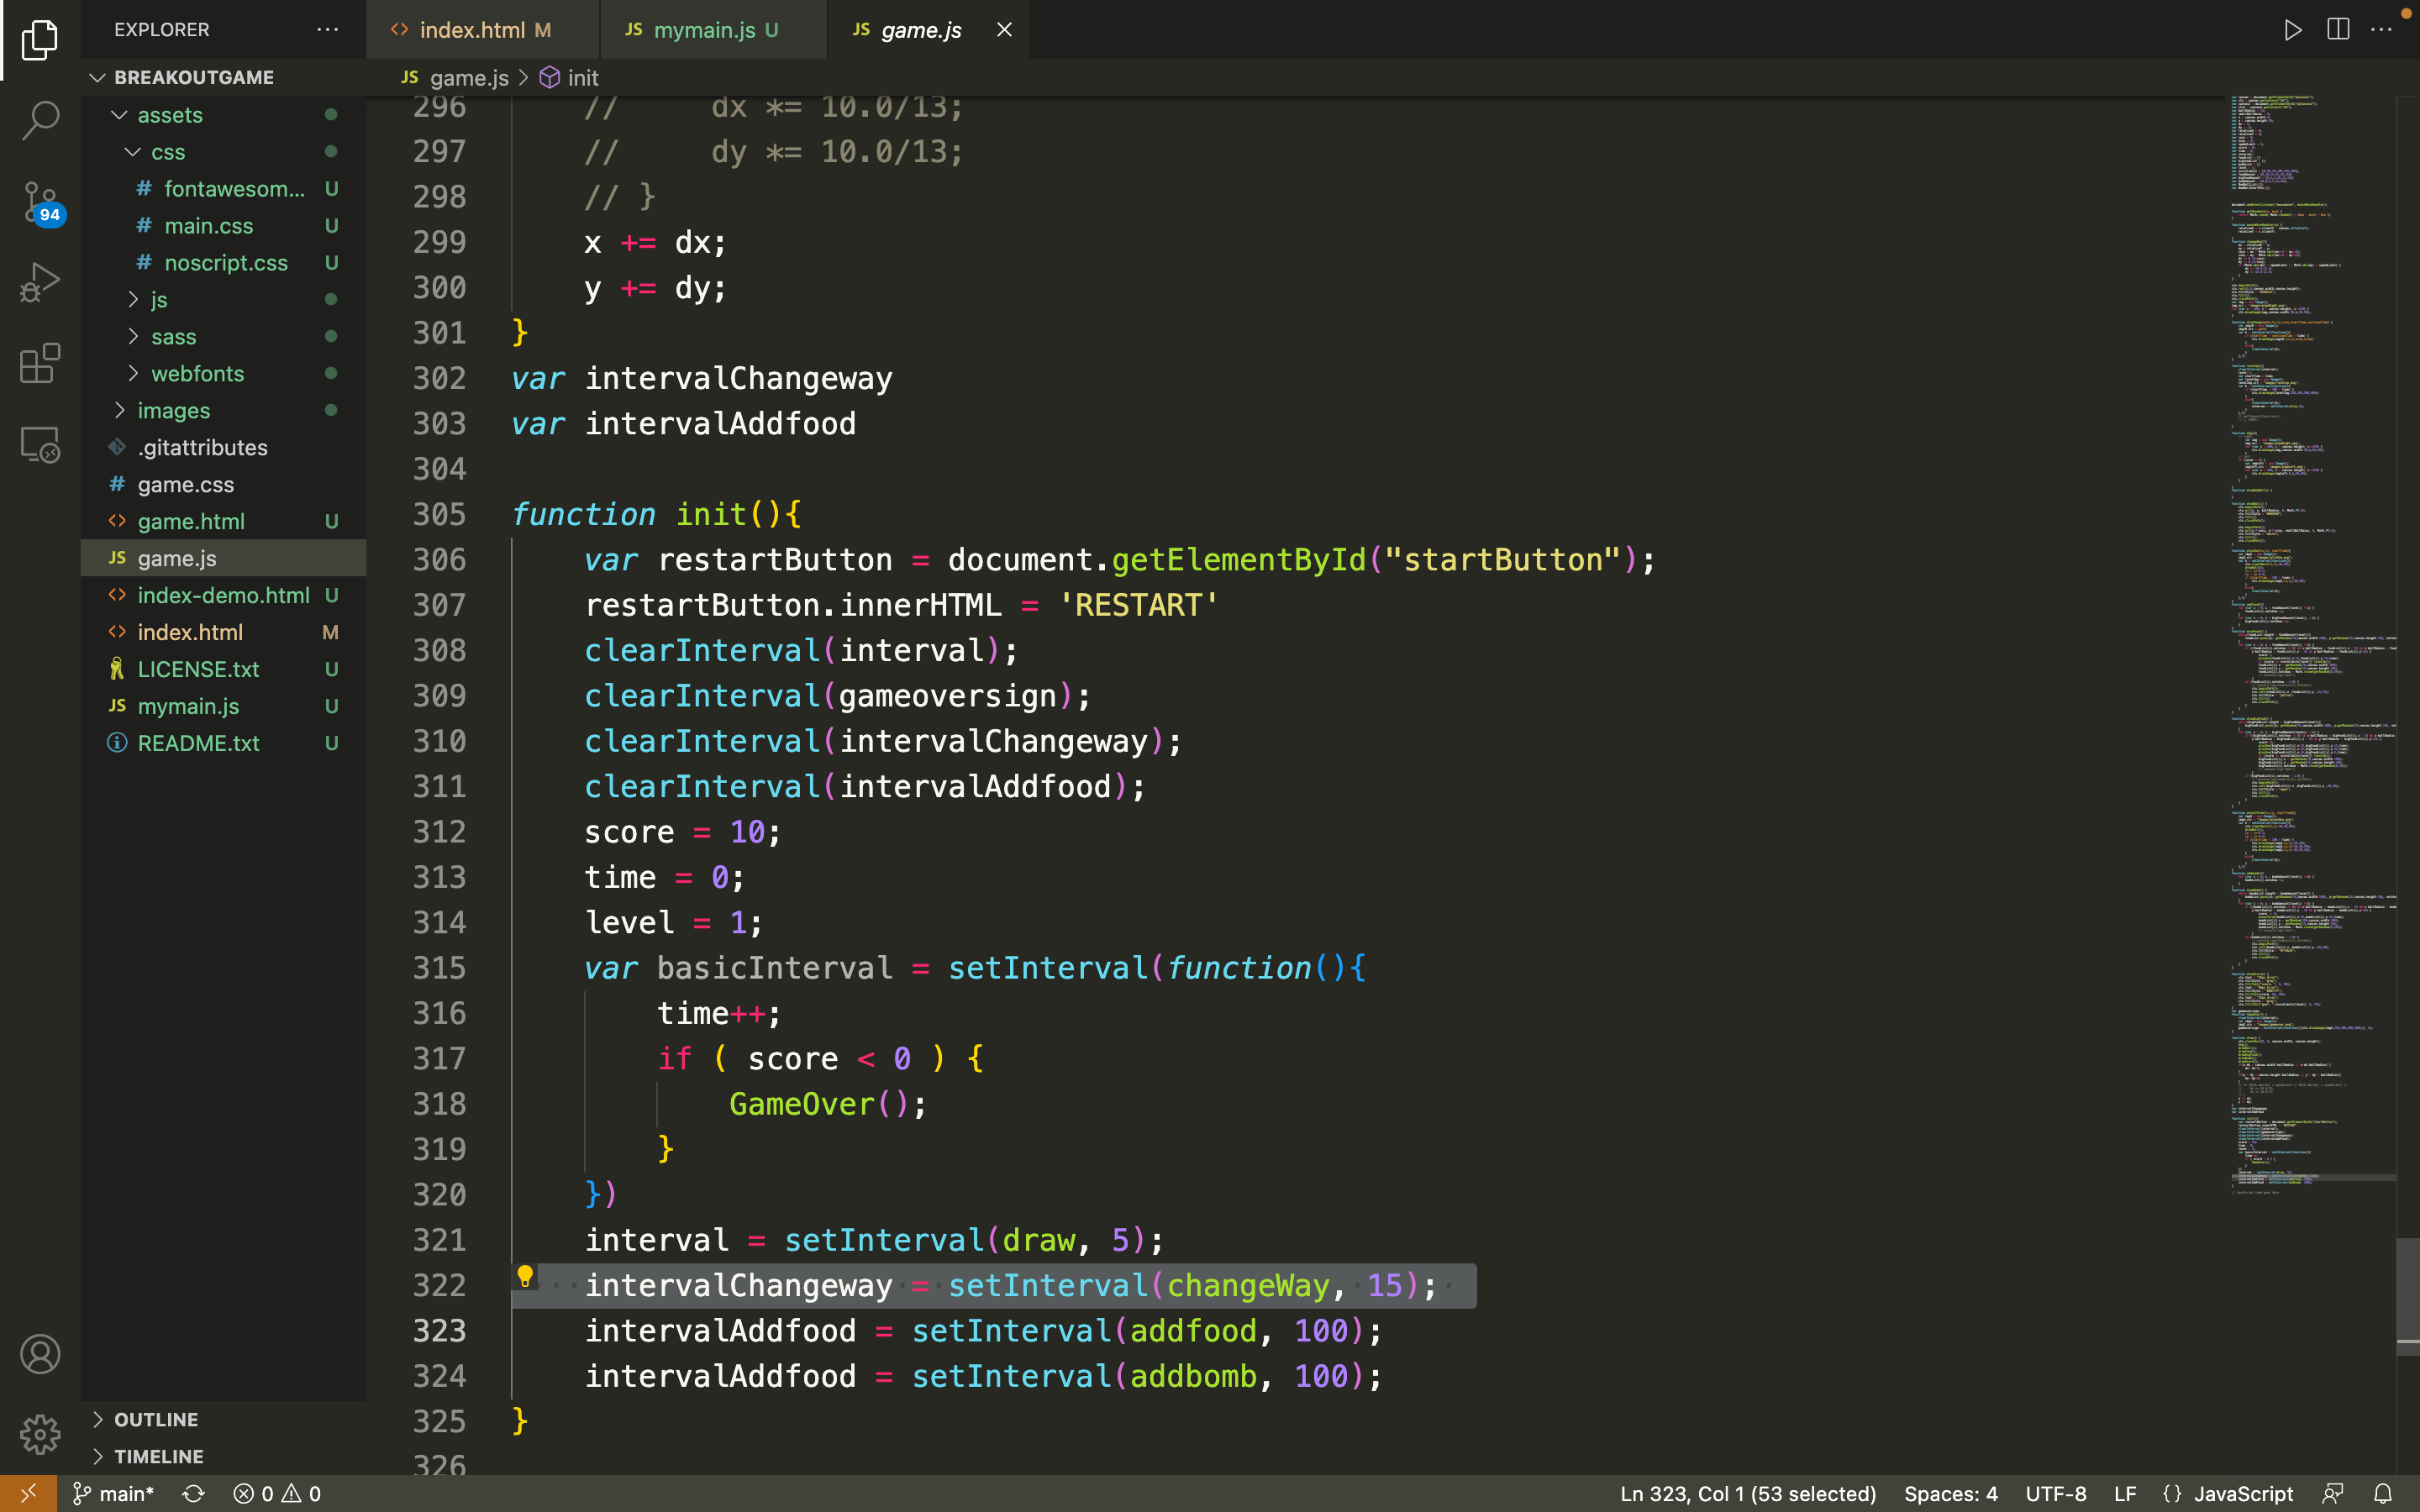 EXPLORER
index.html M
JS mymain.js U
JS game.js
BREAKOUTGAME
JS game.js > init
assets
css
# fontawesom... U
# main.css U
# noscript.css U
js
sass
webfonts
images
.gitattributes
# game.css
game.html U
JS game.js
index-demo.html U
index.html M
LICENSE.txt U
JS mymain.js U
README.txt U
94
OUTLINE
TIMELINE
296 //     dx *= 10.0/13;
297 //     dy *= 10.0/13;
298 // }
299 x += dx;
300 y += dy;
301 }
302 var intervalChangeway
303 var intervalAddfood
304
305 function init(){
306 var restartButton = document.getElementById("startButton");
307 restartButton.innerHTML = 'RESTART'
308 clearInterval(interval);
309 clearInterval(gameoversign);
310 clearInterval(intervalChangeway);
311 clearInterval(intervalAddfood);
312 score = 10;
313 time = 0;
314 level = 1;
315 var basicInterval = setInterval(function(){
316 time++;
317 if ( score < 0 ) {
318 GameOver();
319 }
320 })
321 interval = setInterval(draw, 5);
322 intervalChangeway = setInterval(changeWay, 15);
323 intervalAddfood = setInterval(addfood, 100);
324 intervalAddfood = setInterval(addbomb, 100);
325 }
326
main* 0 0
Ln 323, Col 1 (53 selected) Spaces: 4 UTF-8 LF {} JavaScript